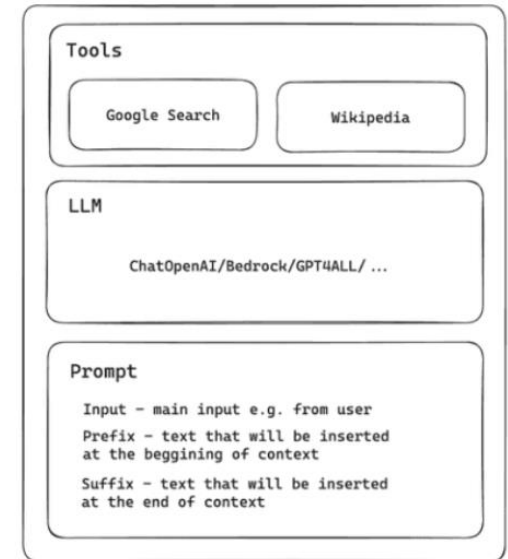 Tools
Google Search
Wikipedia
LLM
ChatOpenAI/Bedrock/GPT4ALL/ ...
Prompt
Input – main input e.g. from user
Prefix – text that will be inserted
at the beggining of context
Suffix – text that will be inserted
at the end of context